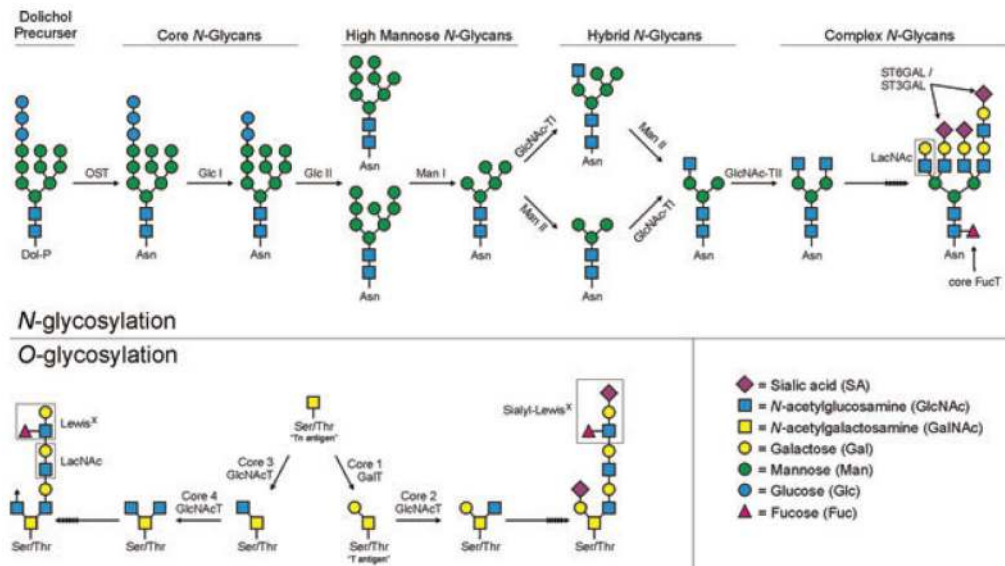 Dolichol
Precurser
Core N-Glycans
High Mannose N-Glycans
Hybrid N-Glycans
Complex N-Glycans
ST6GAL /
ST3GAL
LacNAc
OST
Glc I
Glc II
Man I
GlcNAc-TI
Man II
Man II
GlcNAc-TI
GlcNAc-TII
Dol-P
Asn
Asn
Asn
Asn
Asn
Asn
Asn
Asn
Asn
Asn
core FucT
N-glycosylation
O-glycosylation
Lewisˣ
LacNAc
Ser/Thr
"Tn antigen"
Core 3
GlcNAcT
Core 1
GalT
Core 4
GlcNAcT
Core 2
GlcNAcT
Sialyl-Lewisˣ
Ser/Thr
Ser/Thr
Ser/Thr
Ser/Thr
"T antigen"
Ser/Thr
Ser/Thr
= Sialic acid (SA)
= N-acetylglucosamine (GlcNAc)
= N-acetylgalactosamine (GalNAc)
= Galactose (Gal)
= Mannose (Man)
= Glucose (Glc)
= Fucose (Fuc)